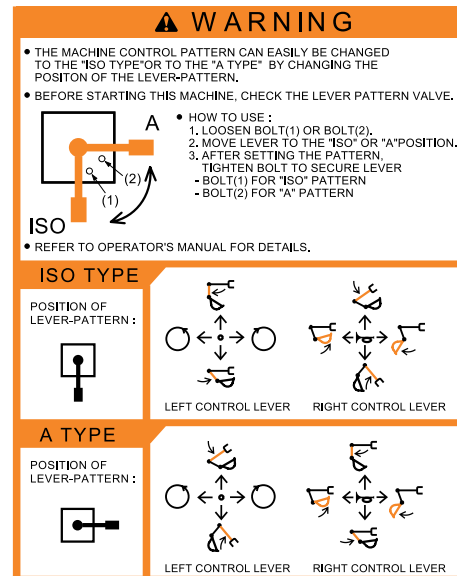 WARNING
• THE MACHINE CONTROL PATTERN CAN EASILY BE CHANGED
TO THE "ISO TYPE"OR TO THE "A TYPE" BY CHANGING THE
POSITON OF THE LEVER-PATTERN.
• BEFORE STARTING THIS MACHINE, CHECK THE LEVER PATTERN VALVE.
A
(2)
(1)
ISO
• HOW TO USE :
1. LOOSEN BOLT(1) OR BOLT(2).
2. MOVE LEVER TO THE "ISO" OR "A"POSITION.
3. AFTER SETTING THE PATTERN,
TIGHTEN BOLT TO SECURE LEVER
- BOLT(1) FOR "ISO" PATTERN
- BOLT(2) FOR "A" PATTERN
• REFER TO OPERATOR'S MANUAL FOR DETAILS.
ISO TYPE
POSITION OF
LEVER-PATTERN :
LEFT CONTROL LEVER
RIGHT CONTROL LEVER
A TYPE
POSITION OF
LEVER-PATTERN :
LEFT CONTROL LEVER
RIGHT CONTROL LEVER